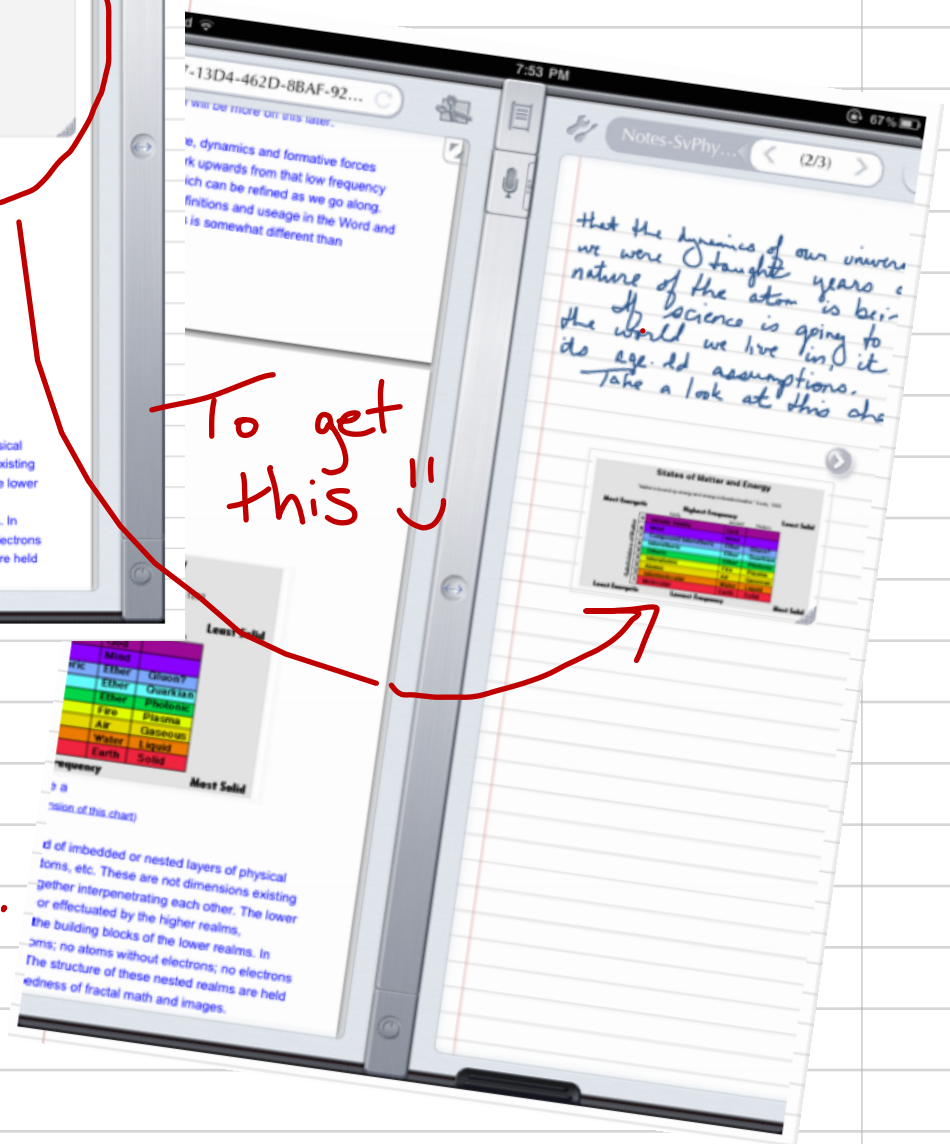 7:53 PM
67%
7-13D4-462D-8BAF-92...
Notes-SvPhy...
(2/3)
will be more on this later.
e, dynamics and formative forces
rk upwards from that low frequency
ich can be refined as we go along.
finitions and useage in the Word and
is somewhat different than
that the dynamics of our univers
we were taught years
nature of the atom is bein
If science is going to
the world we live in, it
its age old assumptions.
Take a look at this cha
To get
this
States of Matter and Energy
Most Energetic
Highest Frequency
Least Solid
Least Energetic
Lowest Frequency
Most Solid
sical
xisting
e lower
. In
ectrons
re held
Least Solid
God
Mind
eric Ether Gluon?
Ether Quarkian
Ether Photonic
Fire Plasma
Air Gaseous
Water Liquid
Earth Solid
equency
Most Solid
e a
nsion of this chart)
d of imbedded or nested layers of physical
toms, etc. These are not dimensions existing
gether interpenetrating each other. The lower
or effectuated by the higher realms,
the building blocks of the lower realms. In
oms; no atoms without electrons; no electrons
The structure of these nested realms are held
edness of fractal math and images.